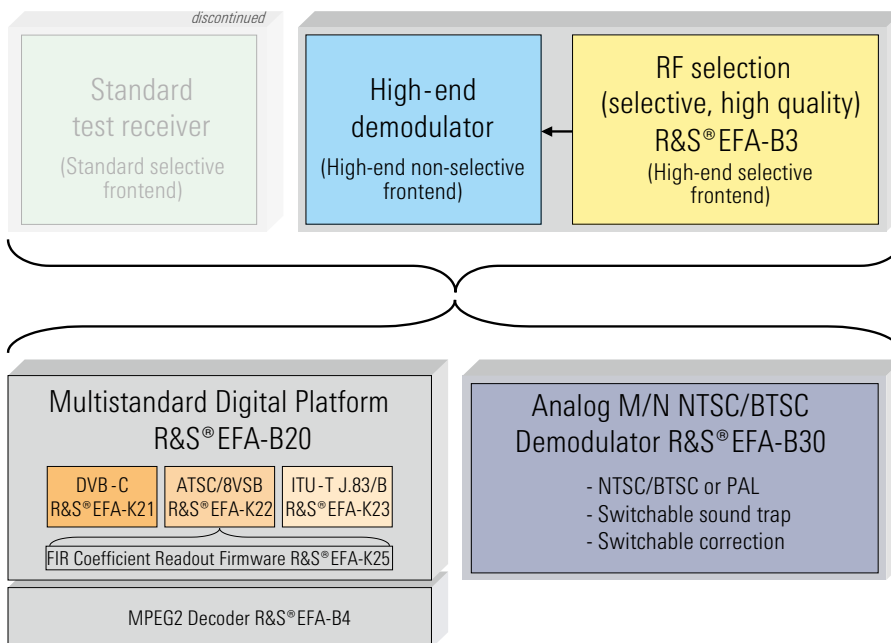 discontinued
Standard
test receiver
(Standard selective
frontend)
High-end
demodulator
(High-end non-selective
frontend)
RF selection
(selective, high quality)
R&S®EFA-B3
(High-end selective
frontend)
Multistandard Digital Platform
R&S®EFA-B20
DVB-C
R&S®EFA-K21
ATSC/8VSB
R&S®EFA-K22
ITU-T J.83/B
R&S®EFA-K23
FIR Coefficient Readout Firmware R&S®EFA-K25
MPEG2 Decoder R&S®EFA-B4
Analog M/N NTSC/BTSC
Demodulator R&S®EFA-B30
- NTSC/BTSC or PAL
- Switchable sound trap
- Switchable correction